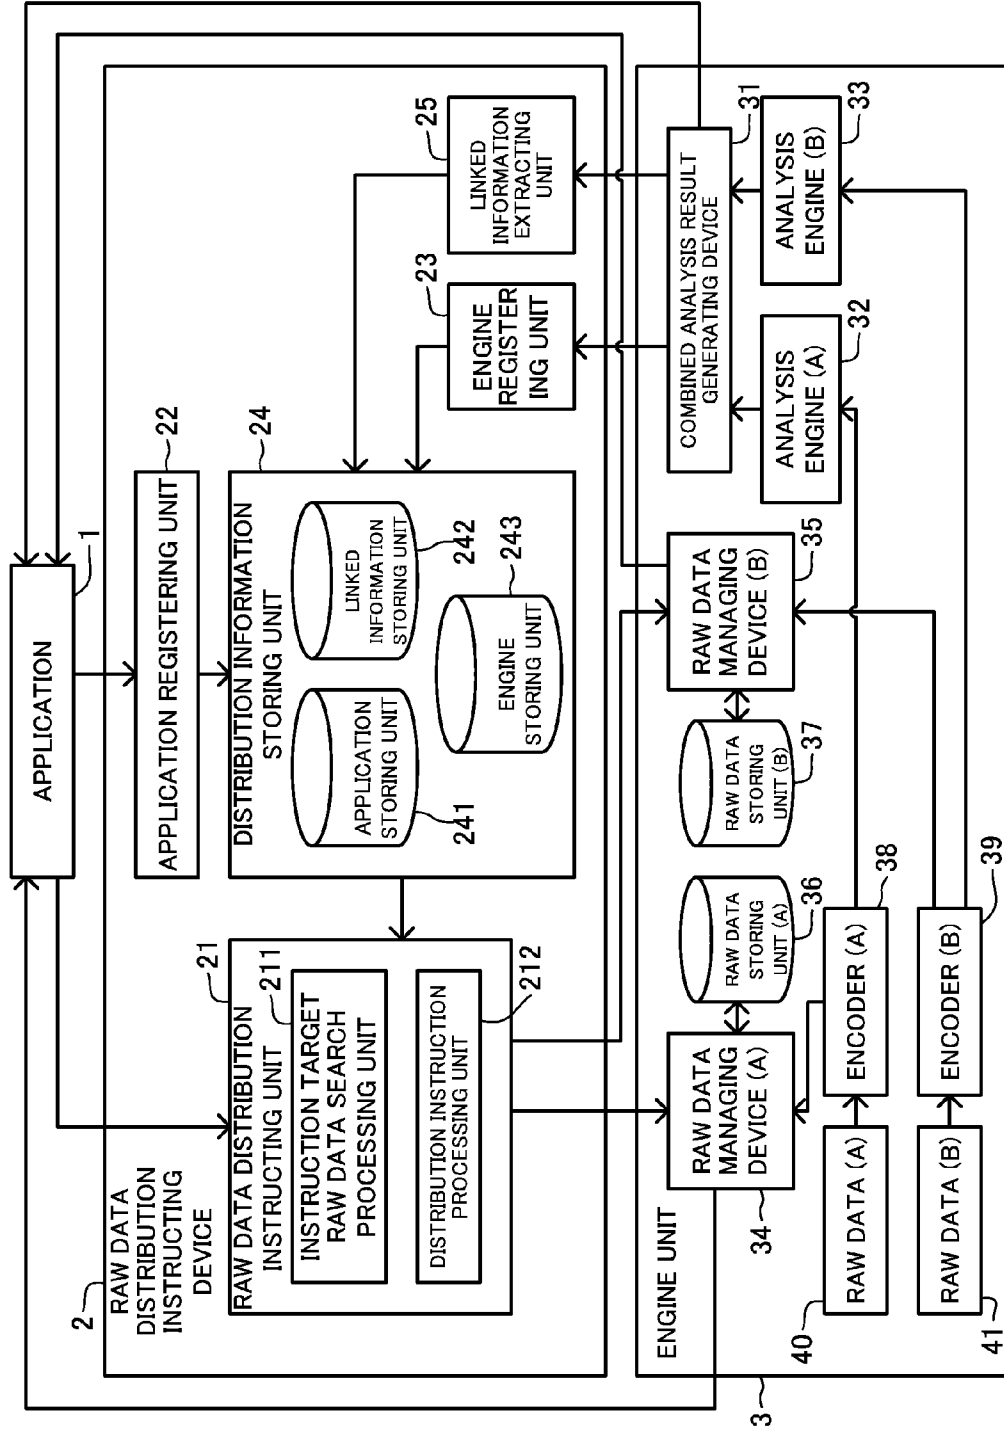 APPLICATION
1
2
RAW DATA
DISTRIBUTION
INSTRUCTING
DEVICE
APPLICATION REGISTERING UNIT
22
RAW DATA DISTRIBUTION
INSTRUCTING UNIT
21
INSTRUCTION TARGET
RAW DATA SEARCH
PROCESSING UNIT
211
DISTRIBUTION INSTRUCTION
PROCESSING UNIT
212
DISTRIBUTION INFORMATION
STORING UNIT
24
APPLICATION
STORING UNIT
241
LINKED
INFORMATION
STORING UNIT
242
ENGINE
STORING UNIT
243
ENGINE
REGISTER
ING UNIT
23
LINKED
INFORMATION
EXTRACTING
UNIT
25
ENGINE UNIT
3
RAW DATA
MANAGING
DEVICE (A)
34
RAW DATA
STORING
UNIT (A)
36
RAW DATA
STORING
UNIT (B)
37
RAW DATA
MANAGING
DEVICE (B)
35
COMBINED ANALYSIS RESULT
GENERATING DEVICE
31
ANALYSIS
ENGINE (A)
32
ANALYSIS
ENGINE (B)
33
RAW DATA (A)
40
ENCODER (A)
38
RAW DATA (B)
41
ENCODER (B)
39